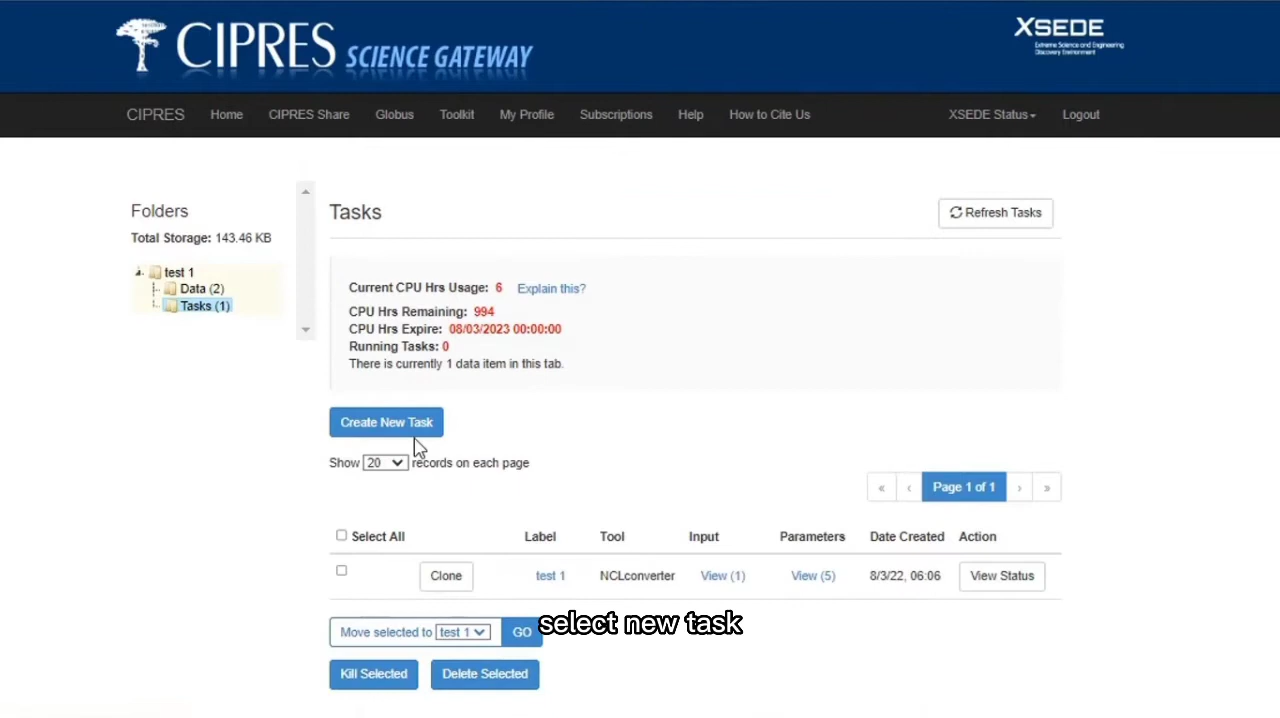 CIPRES SCIENCE GATEWAY
XSEDE
Extreme Science and Engineering
Discovery Environment
CIPRES Home CIPRES Share Globus Toolkit My Profile Subscriptions Help How to Cite Us XSEDE Status Logout
Folders
Total Storage: 143.46 KB
test 1
Data (2)
Tasks (1)
Tasks
Refresh Tasks
Current CPU Hrs Usage: 6 Explain this?
CPU Hrs Remaining: 994
CPU Hrs Expire: 08/03/2023 00:00:00
Running Tasks: 0
There is currently 1 data item in this tab.
Create New Task
Show 20 records on each page
« ‹ Page 1 of 1 › »
Select All Label Tool Input Parameters Date Created Action
Clone test 1 NCLconverter View (1) View (5) 8/3/22, 06:06 View Status
Move selected to test 1 GO
select new task
Kill Selected Delete Selected